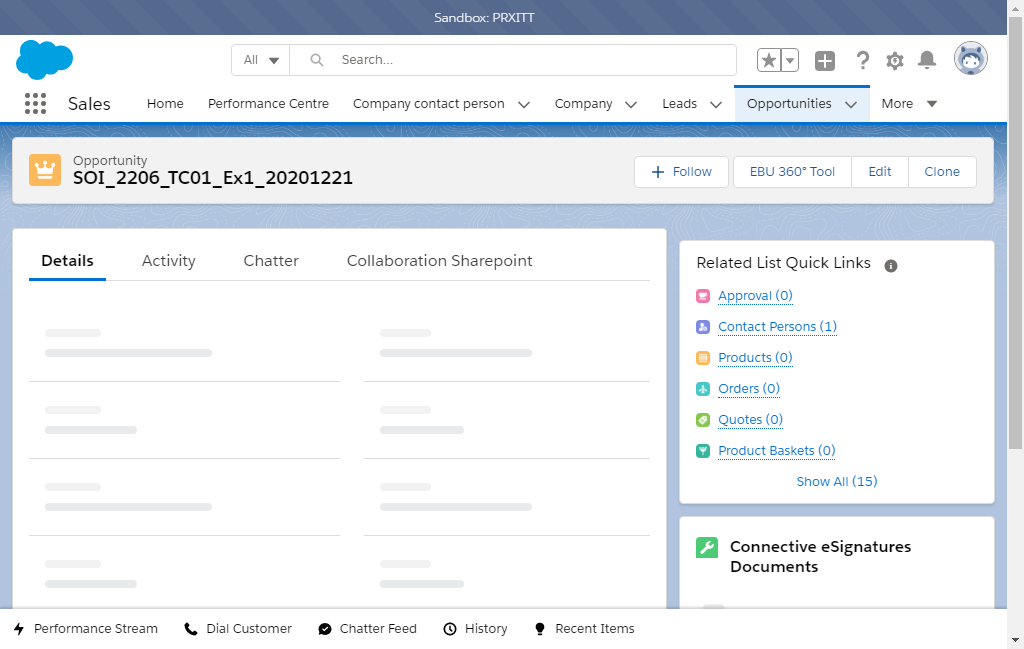 Sandbox: PRXITT
All
Search...
Sales
Home
Performance Centre
Company contact person
Company
Leads
Opportunities
More
Opportunity
SOI_2206_TC01_Ex1_20201221
Follow
EBU 360° Tool
Edit
Clone
Details
Activity
Chatter
Collaboration Sharepoint
Related List Quick Links
Approval (0)
Contact Persons (1)
Products (0)
Orders (0)
Quotes (0)
Product Baskets (0)
Show All (15)
Connective eSignatures
Documents
Performance Stream
Dial Customer
Chatter Feed
History
Recent Items